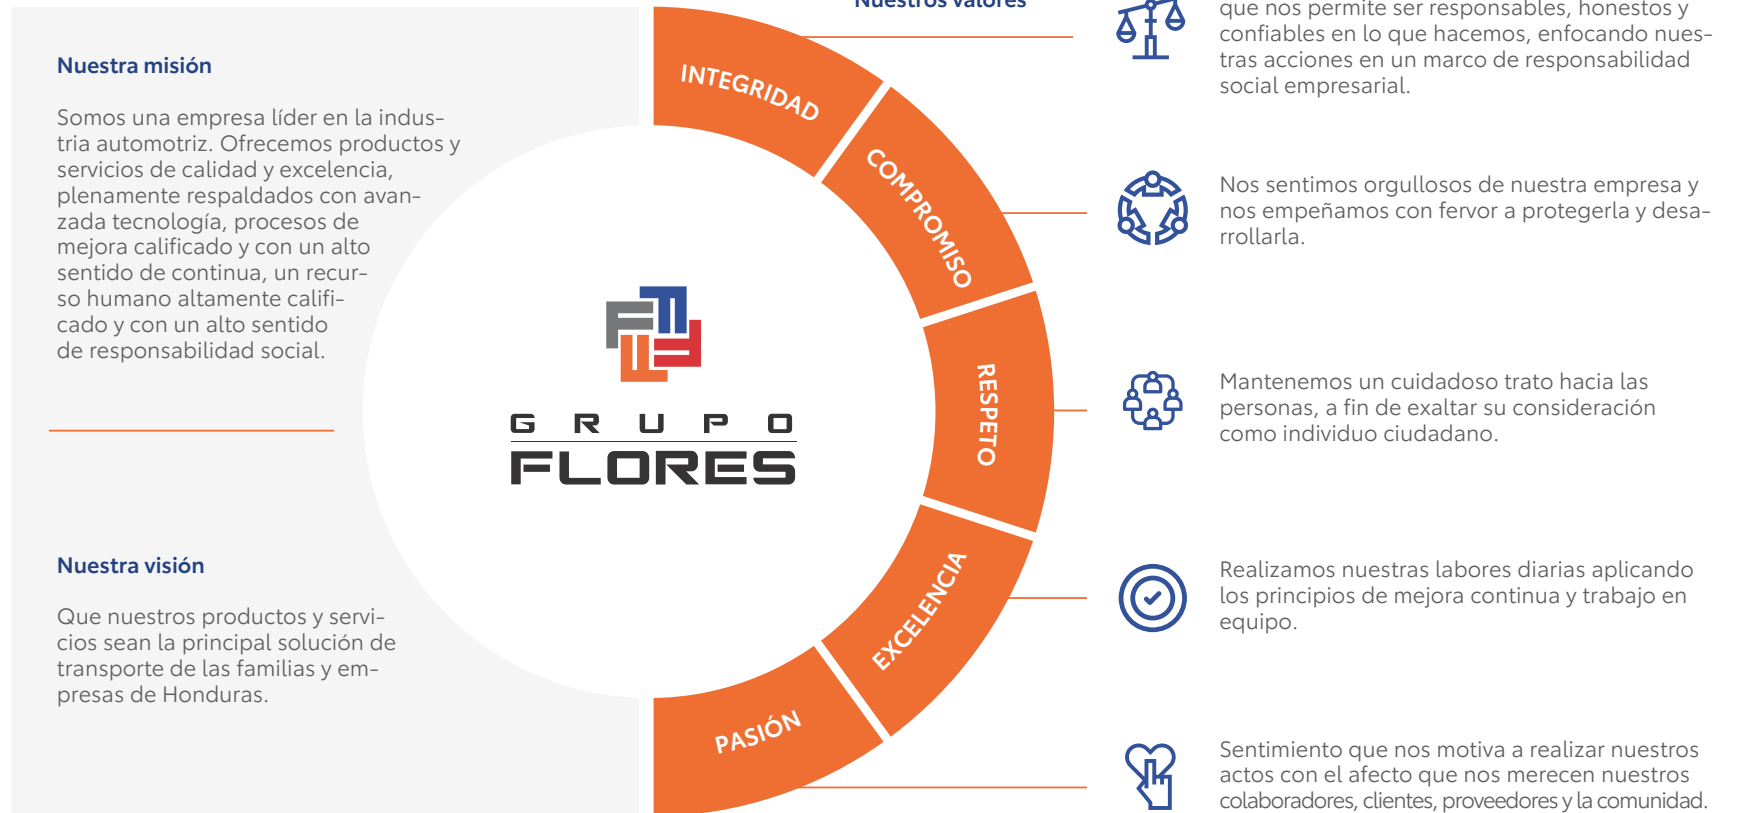 Nuestra misión
Somos una empresa líder en la indus-
tria automotriz. Ofrecemos productos y
servicios de calidad y excelencia,
plenamente respaldados con avan-
zada tecnología, procesos de
mejora calificado y con un alto
sentido de continua, un recur-
so humano altamente califi-
cado y con un alto sentido
de responsabilidad social.
Nuestra visión
Que nuestros productos y servi-
cios sean la principal solución de
transporte de las familias y em-
presas de Honduras.
GRUPO
FLORES
Nuestros valores
INTEGRIDAD
que nos permite ser responsables, honestos y
confiables en lo que hacemos, enfocando nues-
tras acciones en un marco de responsabilidad
social empresarial.
COMPROMISO
Nos sentimos orgullosos de nuestra empresa y
nos empeñamos con fervor a protegerla y desa-
rrollarla.
RESPETO
Mantenemos un cuidadoso trato hacia las
personas, a fin de exaltar su consideración
como individuo ciudadano.
EXCELENCIA
Realizamos nuestras labores diarias aplicando
los principios de mejora continua y trabajo en
equipo.
PASIÓN
Sentimiento que nos motiva a realizar nuestros
actos con el afecto que nos merecen nuestros
colaboradores, clientes, proveedores y la comunidad.